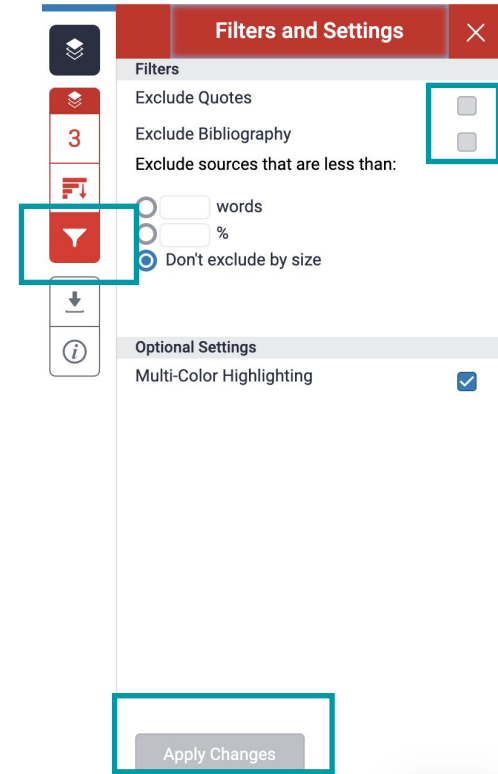 Filters and Settings
Filters
Exclude Quotes
Exclude Bibliography
Exclude sources that are less than:
3
words
%
Don't exclude by size
Optional Settings
Multi-Color Highlighting
Apply Changes